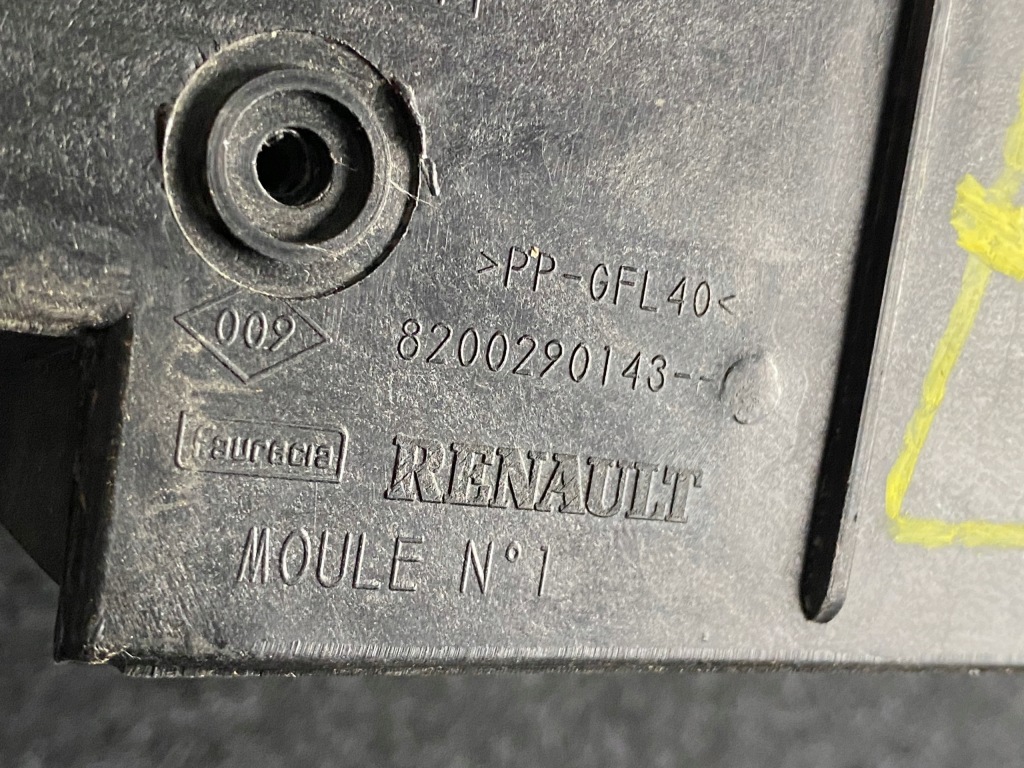 >PP-GFL40<
009
8200290143--
faurecia
RENAULT
MOULE N°1